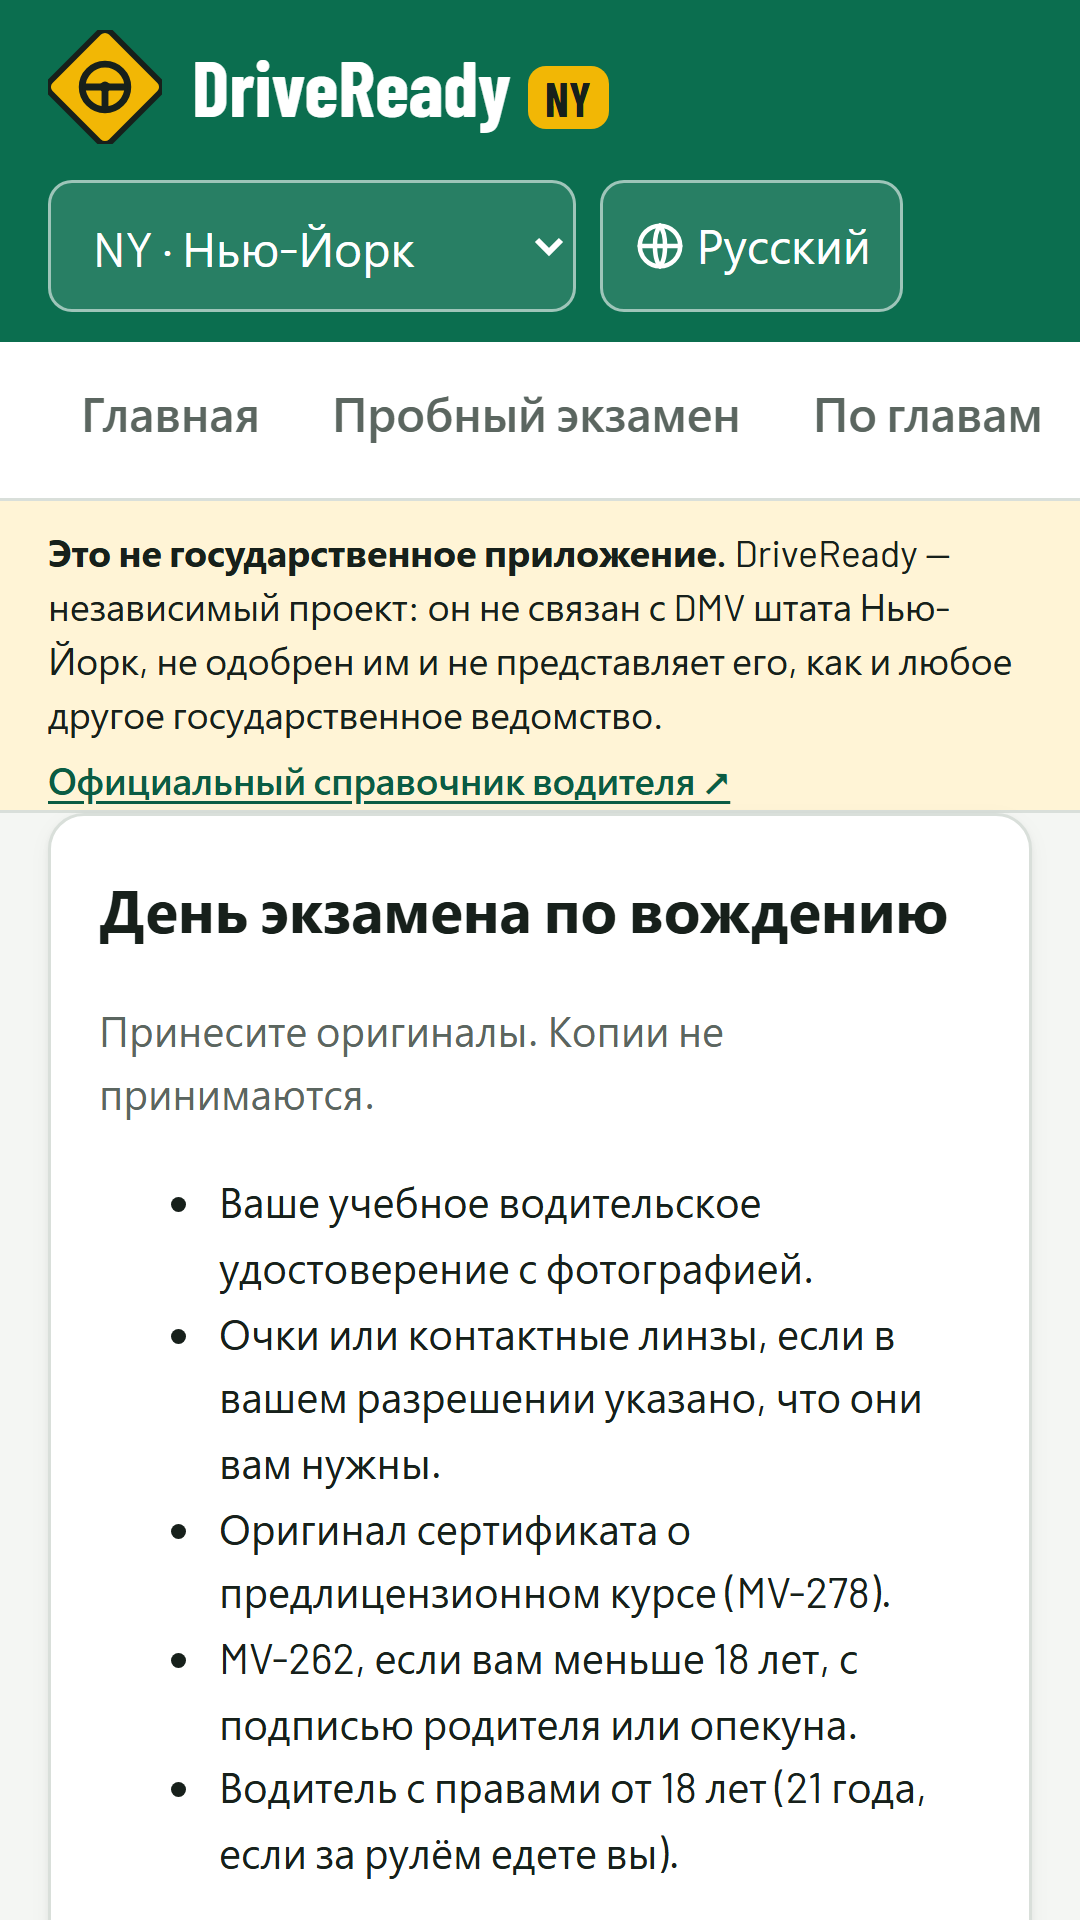 DriveReady NY
NY · Нью-Йорк
Русский
Главная Пробный экзамен По главам
Это не государственное приложение. DriveReady —
независимый проект: он не связан с DMV штата Нью-
Йорк, не одобрен им и не представляет его, как и любое
другое государственное ведомство.
Официальный справочник водителя ↗
День экзамена по вождению
Принесите оригиналы. Копии не
принимаются.
• Ваше учебное водительское
удостоверение с фотографией.
• Очки или контактные линзы, если в
вашем разрешении указано, что они
вам нужны.
• Оригинал сертификата о
предлицензионном курсе (MV-278).
• MV-262, если вам меньше 18 лет, с
подписью родителя или опекуна.
• Водитель с правами от 18 лет (21 года,
если за рулём едете вы).